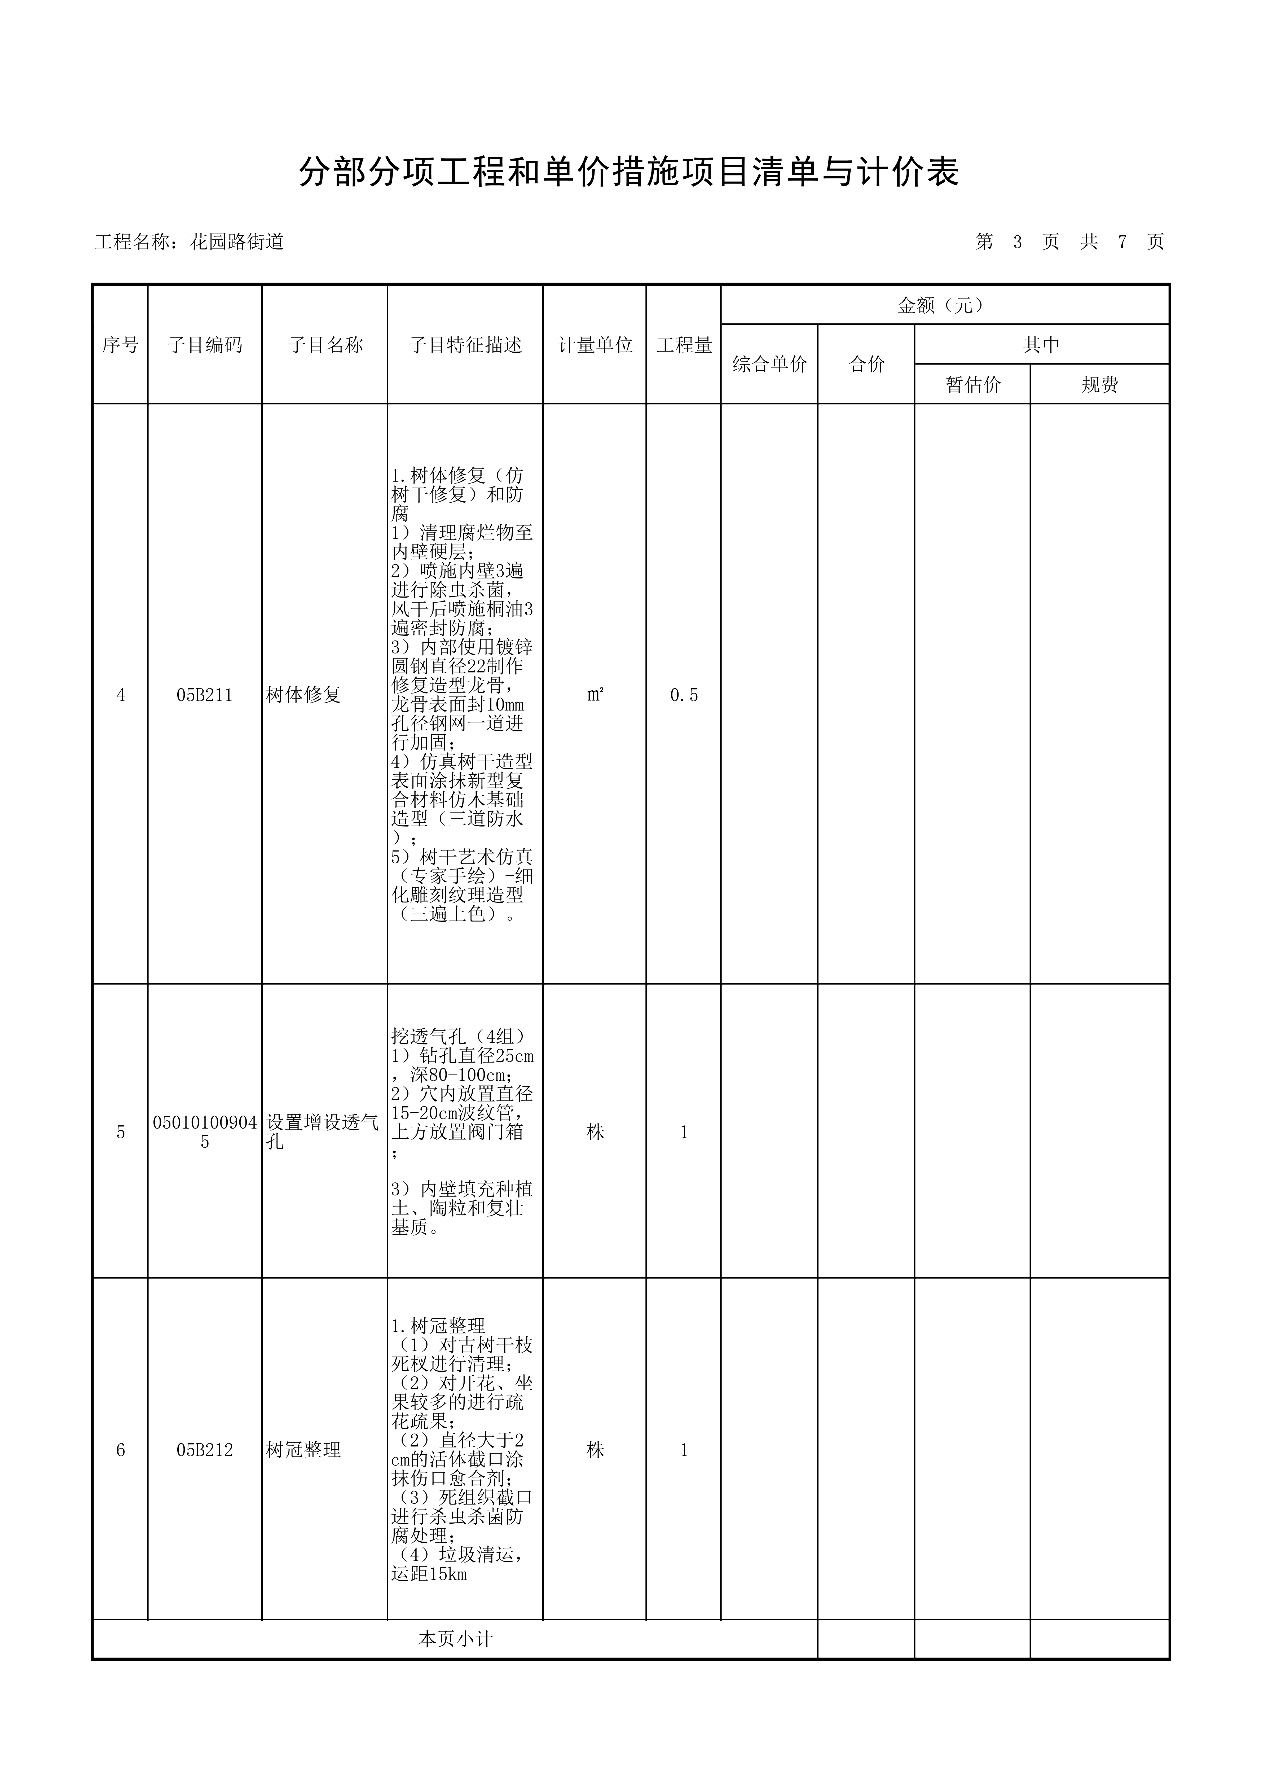 分部分项工程和单价措施项目清单与计价表
工程名称：花园路街道
第 3 页 共 7 页
序号
子目编码
子目名称
子目特征描述
计量单位
工程量
金额（元）
综合单价
合价
其中
暂估价
规费
4
05B211
树体修复
1.树体修复（仿
树干修复）和防
腐
1）清理腐烂物至
内壁硬层；
2）喷施内壁3遍
进行除虫杀菌，
风干后喷施桐油3
遍密封防腐；
3）内部使用镀锌
圆钢直径22制作
修复造型龙骨，
龙骨表面封10mm
孔径钢网一道进
行加固；
4）仿真树干造型
表面涂抹新型复
合材料仿木基础
造型（三道防水
）；
5）树干艺术仿真
（专家手绘）-细
化雕刻纹理造型
（三遍上色）。
m²
0.5
5
05010100904
5
设置增设透气
孔
挖透气孔（4组）
1）钻孔直径25cm
，深80-100cm；
2）穴内放置直径
15-20cm波纹管，
上方放置阀门箱
；
3）内壁填充种植
土、陶粒和复壮
基质。
株
1
6
05B212
树冠整理
1.树冠整理
（1）对古树干枝
死杈进行清理；
（2）对开花、坐
果较多的进行疏
花疏果；
（2）直径大于2
cm的活体截口涂
抹伤口愈合剂；
（3）死组织截口
进行杀虫杀菌防
腐处理；
（4）垃圾清运，
运距15km
株
1
本页小计